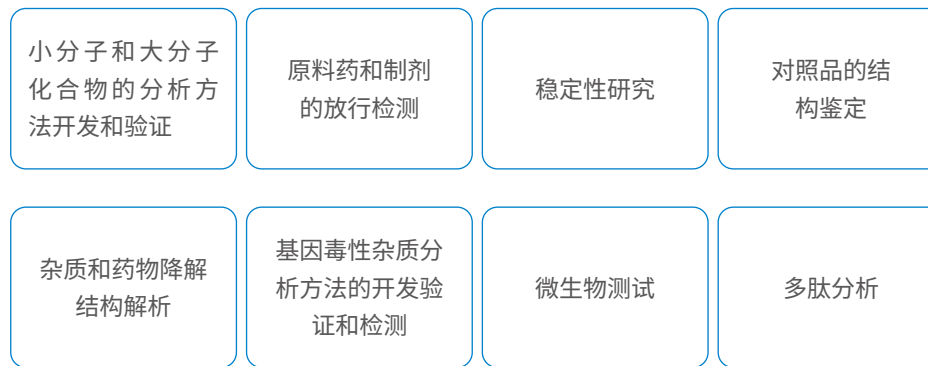 小分子和大分子
化合物的分析方
法开发和验证
原料药和制剂
的放行检测
稳定性研究
对照品的结
构鉴定
杂质和药物降解
结构解析
基因毒性杂质分
析方法的开发验
证和检测
微生物测试
多肽分析